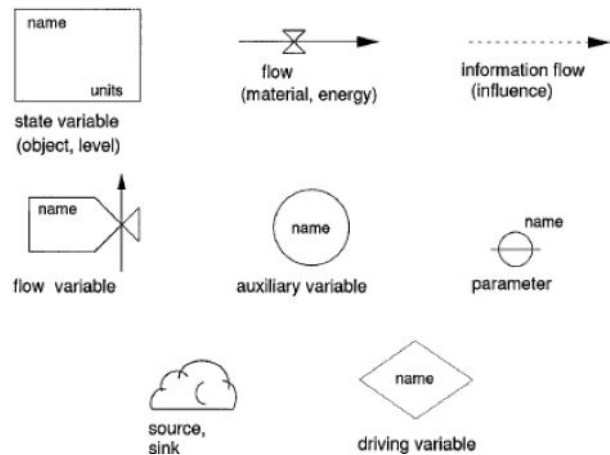 name
units
state variable
(object, level)
flow
(material, energy)
information flow
(influence)
name
flow variable
name
auxiliary variable
name
parameter
source,
sink
name
driving variable